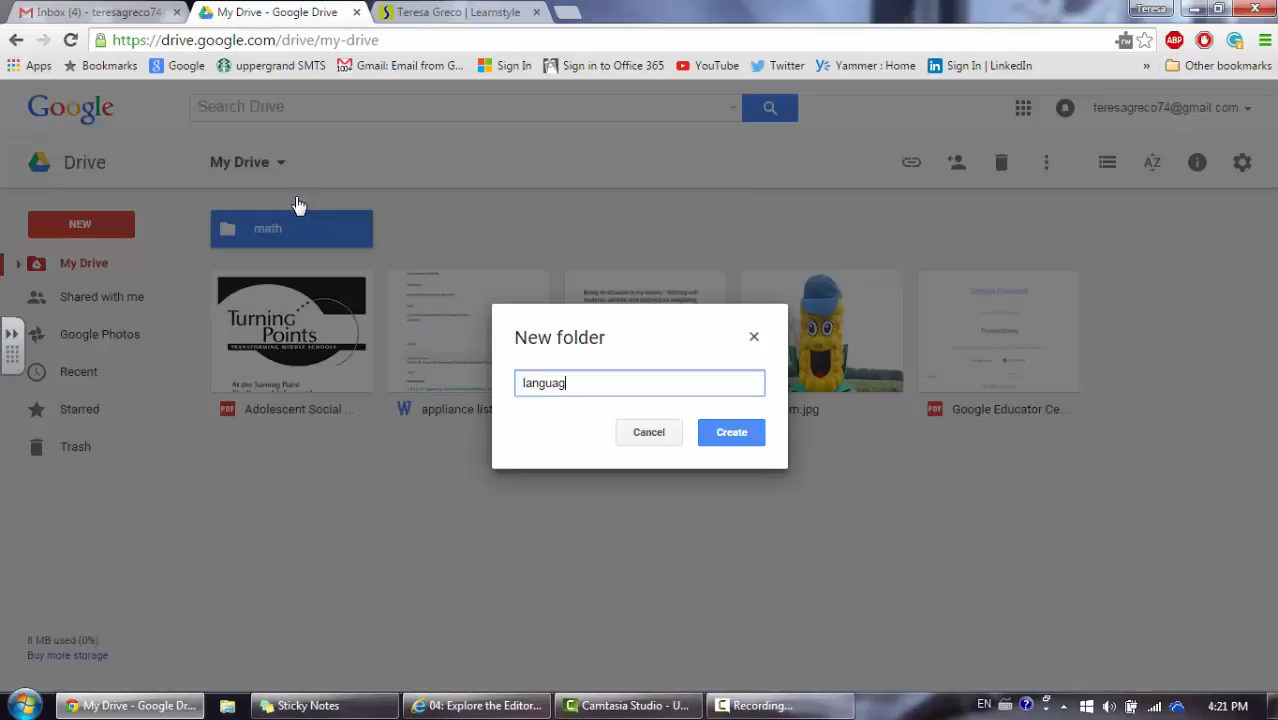 Inbox (4) - teresagreco74
My Drive - Google Drive
Teresa Greco | Learnstyle
Teresa
https://drive.google.com/drive/my-drive
Apps
Bookmarks
Google
uppergrand SMTS
Gmail: Email from G...
Sign In
Sign in to Office 365
YouTube
Twitter
Yammer : Home
Sign In | LinkedIn
»
Other bookmarks
Google
Search Drive
teresagreco74@gmail.com
Drive
My Drive
NEW
math
My Drive
Shared with me
Google Photos
Recent
Starred
Trash
Turning Points
TRANSFORMING MIDDLE SCHOOLS
At the Turning Point
New folder
languag
Cancel
Create
Adolescent Social ...
appliance list
m.jpg
Google Educator Ce...
8 MB used (0%)
Buy more storage
My Drive - Google Dr...
Sticky Notes
04: Explore the Editor...
Camtasia Studio - U...
Recording...
EN
4:21 PM